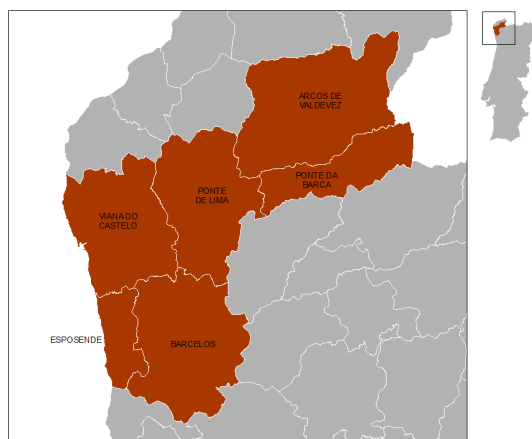 ARCOS DE
VALDEVEZ
PONTE DA
BARCA
PONTE
DE LIMA
VIANA DO
CASTELO
ESPOSENDE
BARCELOS